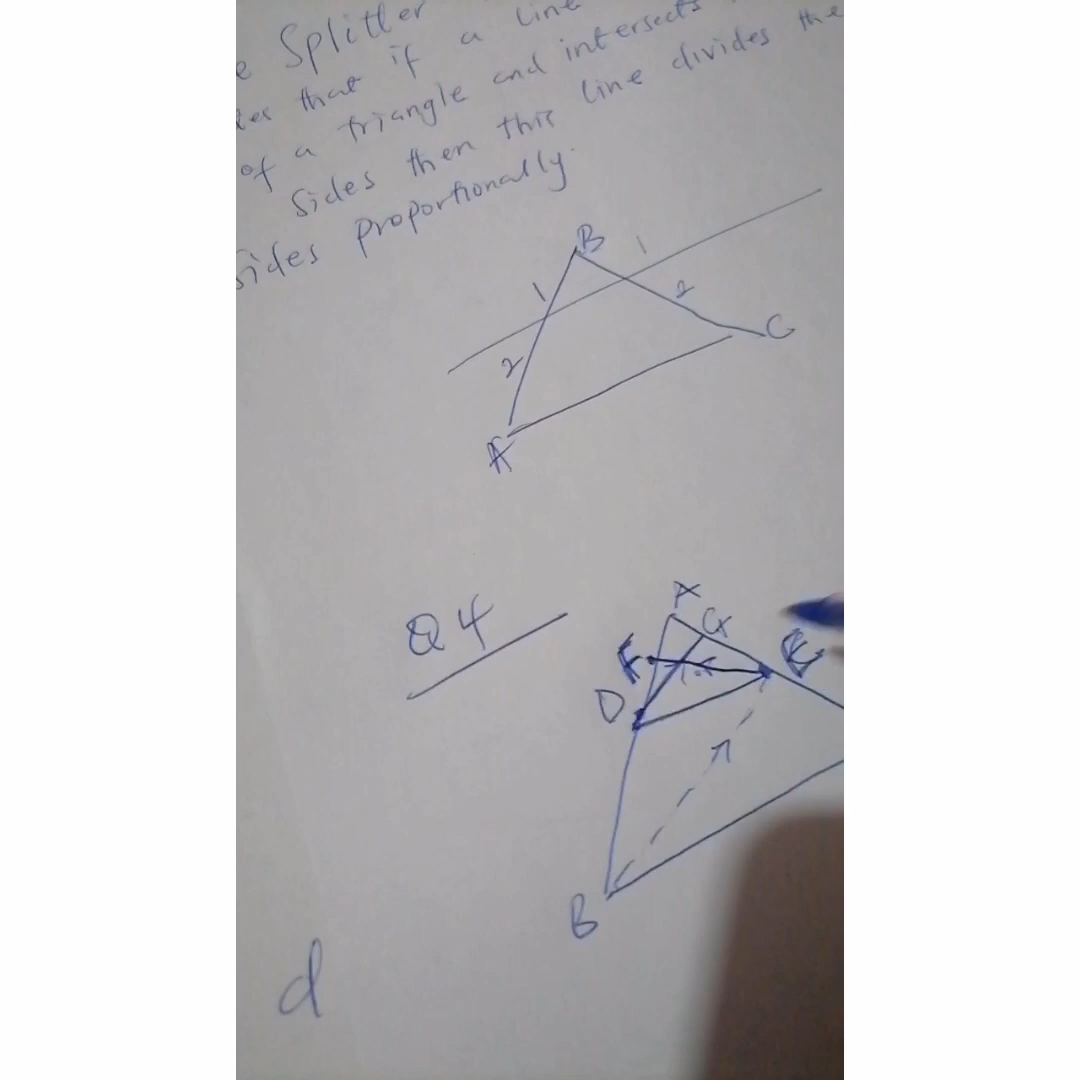 Splitter a line
that if
of a triangle and intersects
sides then this line divides the
sides proportionally.
B
1
1
2
2
C
A
Q4
A
G
F
E
D
B
d